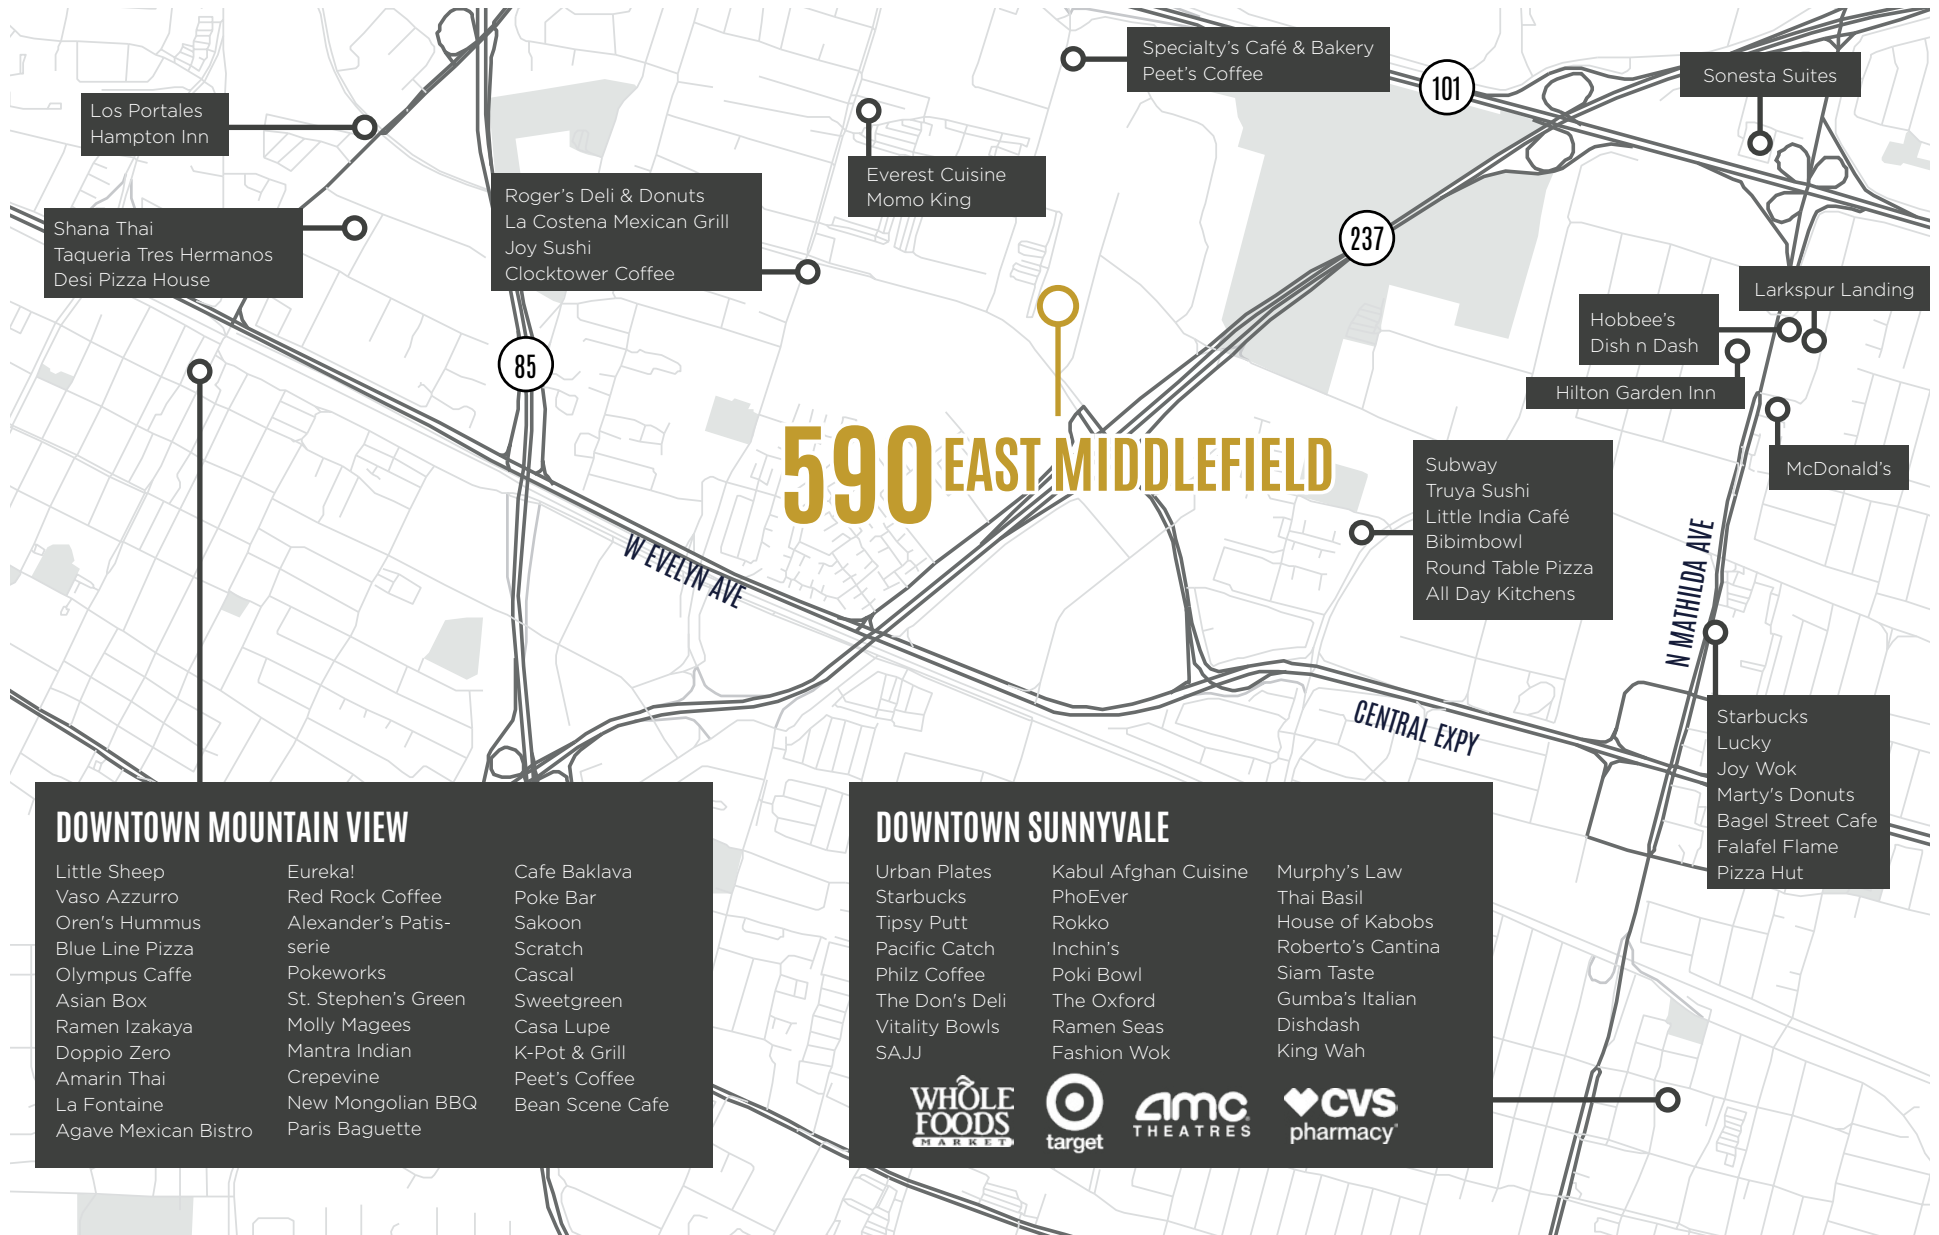 Specialty's Café & Bakery
Peet's Coffee
101
Sonesta Suites
Los Portales
Hampton Inn
Everest Cuisine
Momo King
Roger's Deli & Donuts
La Costena Mexican Grill
Joy Sushi
Clocktower Coffee
Shana Thai
Taqueria Tres Hermanos
Desi Pizza House
237
Larkspur Landing
Hobbee's
Dish n Dash
85
Hilton Garden Inn
590 EAST MIDDLEFIELD
McDonald's
Subway
Truya Sushi
Little India Café
Bibimbowl
Round Table Pizza
All Day Kitchens
W EVELYN AVE
N MATHILDA AVE
CENTRAL EXPY
Starbucks
Lucky
Joy Wok
Marty's Donuts
Bagel Street Cafe
Falafel Flame
Pizza Hut
DOWNTOWN MOUNTAIN VIEW
Little Sheep
Vaso Azzurro
Oren's Hummus
Blue Line Pizza
Olympus Caffe
Asian Box
Ramen Izakaya
Doppio Zero
Amarin Thai
La Fontaine
Agave Mexican Bistro
Eureka!
Red Rock Coffee
Alexander's Patis-
serie
Pokeworks
St. Stephen's Green
Molly Magees
Mantra Indian
Crepevine
New Mongolian BBQ
Paris Baguette
Cafe Baklava
Poke Bar
Sakoon
Scratch
Cascal
Sweetgreen
Casa Lupe
K-Pot & Grill
Peet's Coffee
Bean Scene Cafe
DOWNTOWN SUNNYVALE
Urban Plates
Starbucks
Tipsy Putt
Pacific Catch
Philz Coffee
The Don's Deli
Vitality Bowls
SAJJ
Kabul Afghan Cuisine
PhoEver
Rokko
Inchin's
Poki Bowl
The Oxford
Ramen Seas
Fashion Wok
Murphy's Law
Thai Basil
House of Kabobs
Roberto's Cantina
Siam Taste
Gumba's Italian
Dishdash
King Wah
WHOLE
FOODS
MARKET
target
amc
THEATRES
CVS
pharmacy